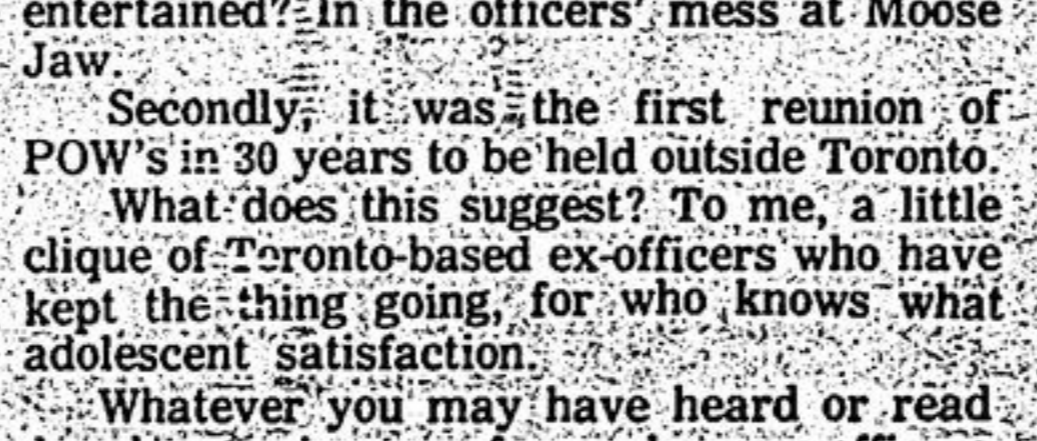 entertained? In the officers' mess at Moose
Jaw.
Secondly, it was the first reunion of
POW's in 30 years to be held outside Toronto.
What does this suggest? To me, a little
clique of Toronto-based ex-officers who have
kept the thing going, for who knows what
adolescent satisfaction.
Whatever you may have heard or read